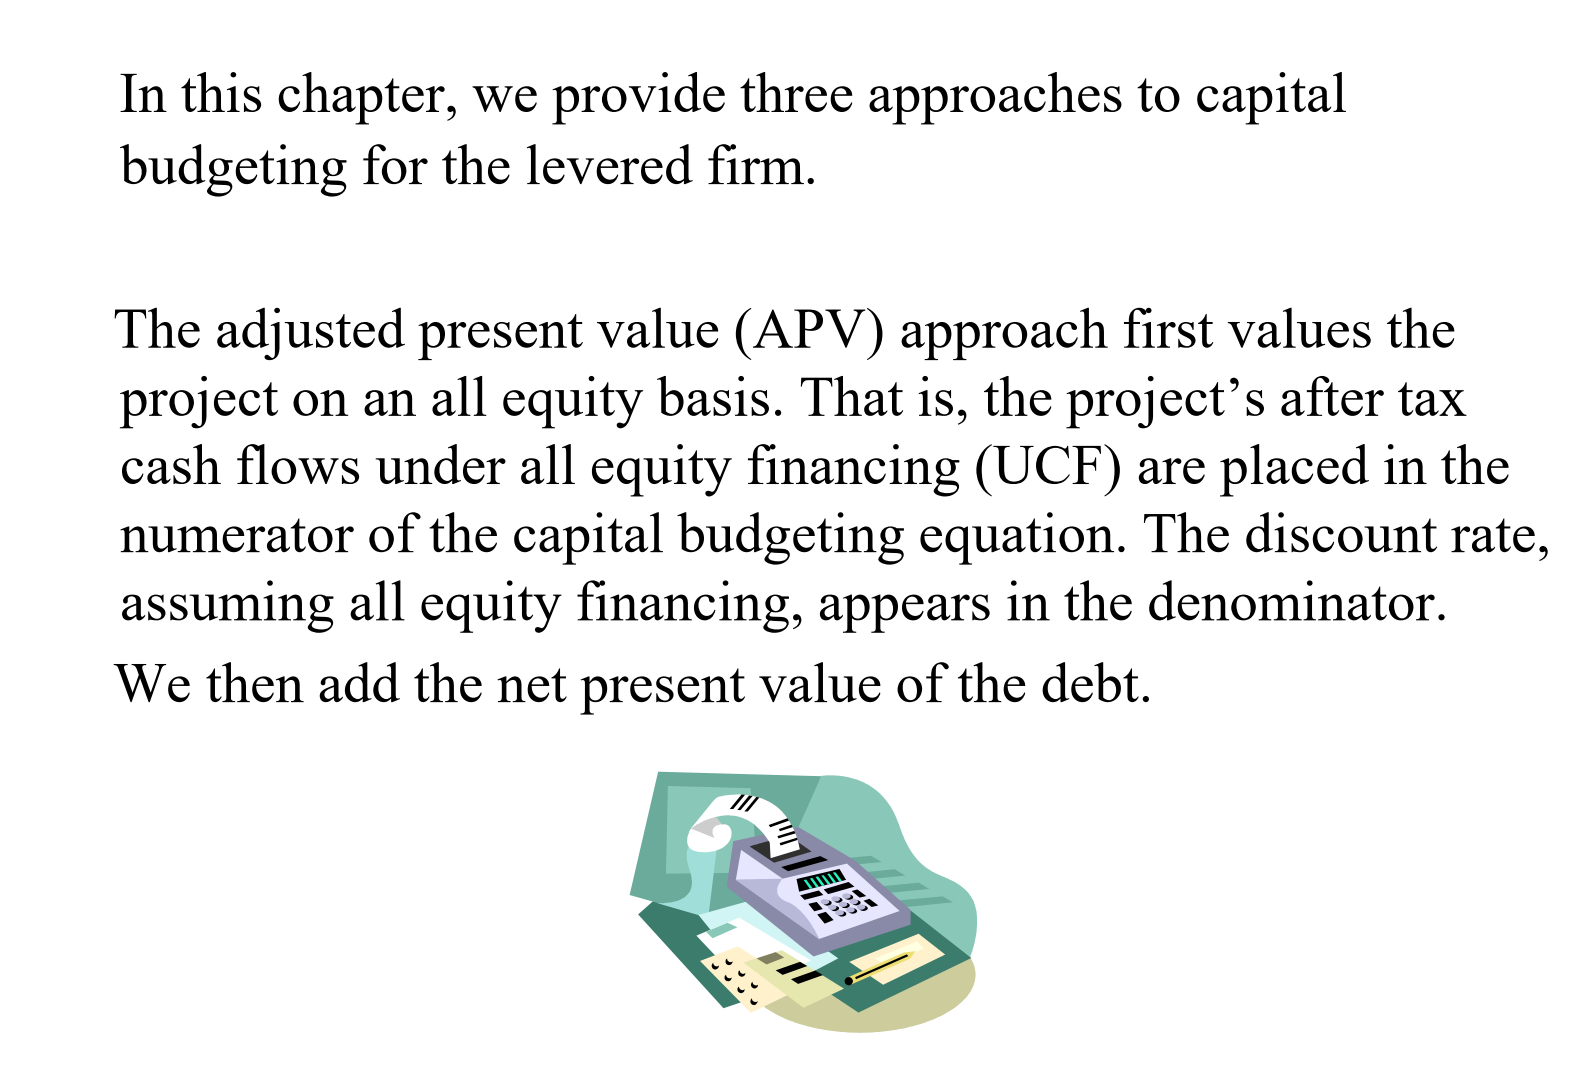 In this chapter, we provide three approaches to capital
budgeting for the levered firm.
The adjusted present value (APV) approach first values the
project on an all equity basis. That is, the project’s after tax
cash flows under all equity financing (UCF) are placed in the
numerator of the capital budgeting equation. The discount rate,
assuming all equity financing, appears in the denominator.
We then add the net present value of the debt.